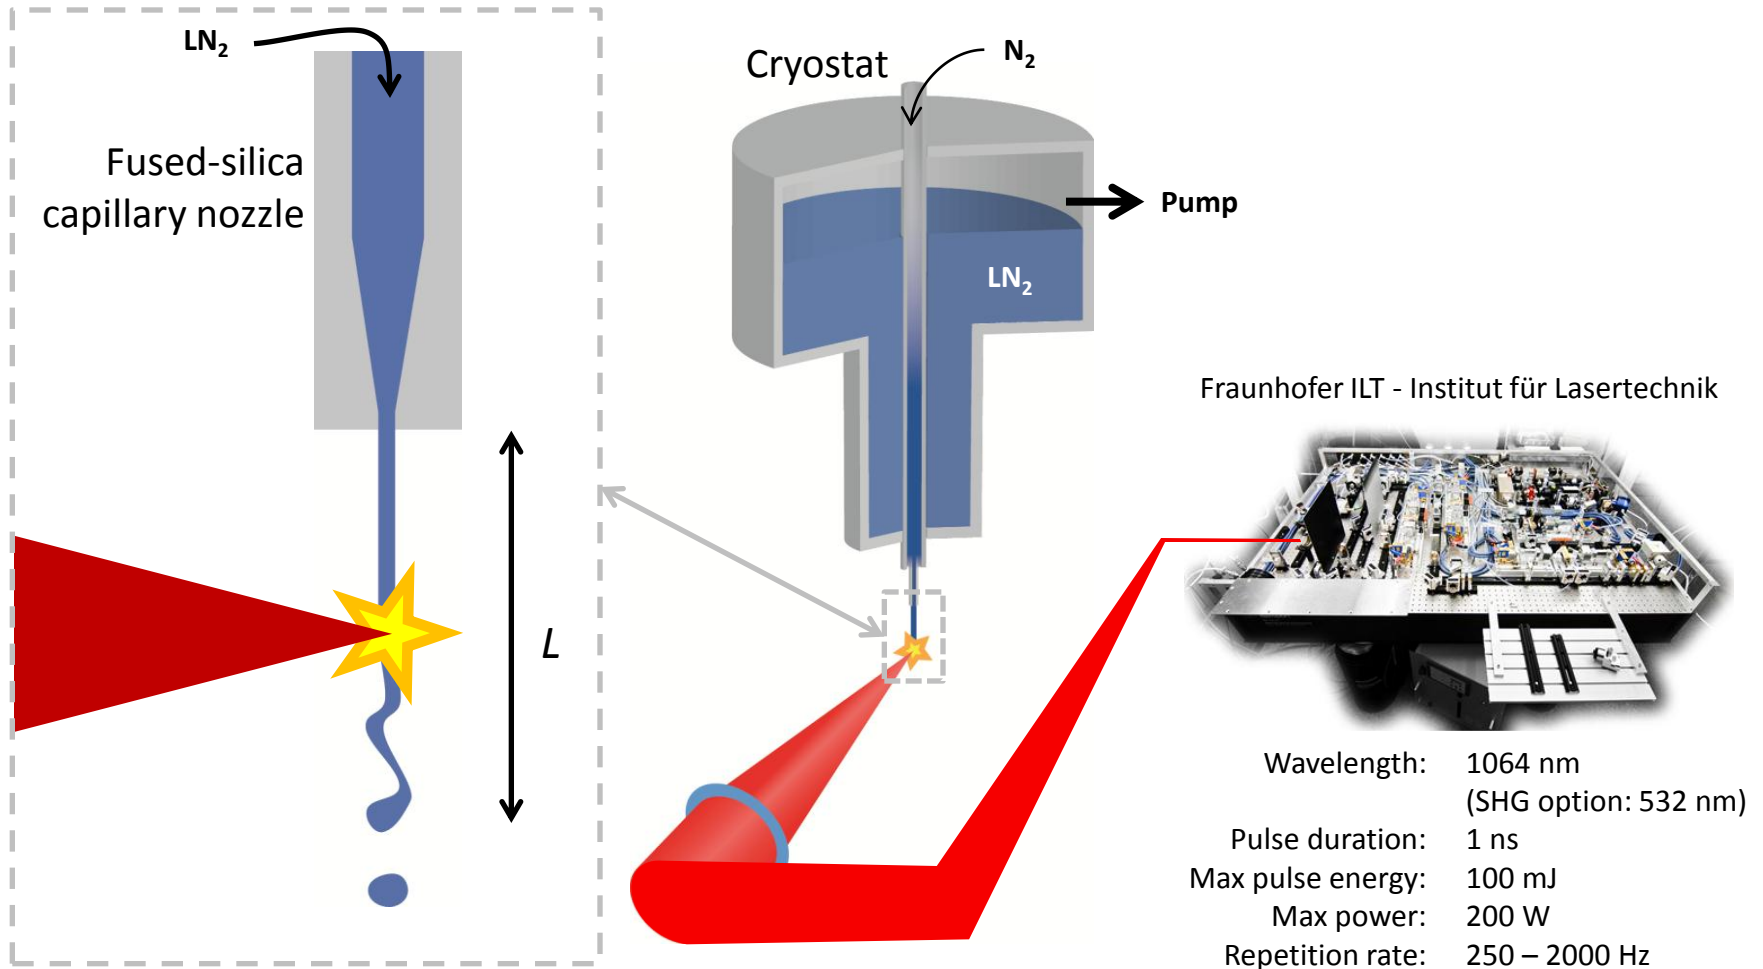 LN₂
Fused-silica
capillary nozzle
L
Cryostat
N₂
Pump
LN₂
Fraunhofer ILT - Institut für Lasertechnik
Wavelength: 1064 nm
(SHG option: 532 nm)
Pulse duration: 1 ns
Max pulse energy: 100 mJ
Max power: 200 W
Repetition rate: 250 – 2000 Hz